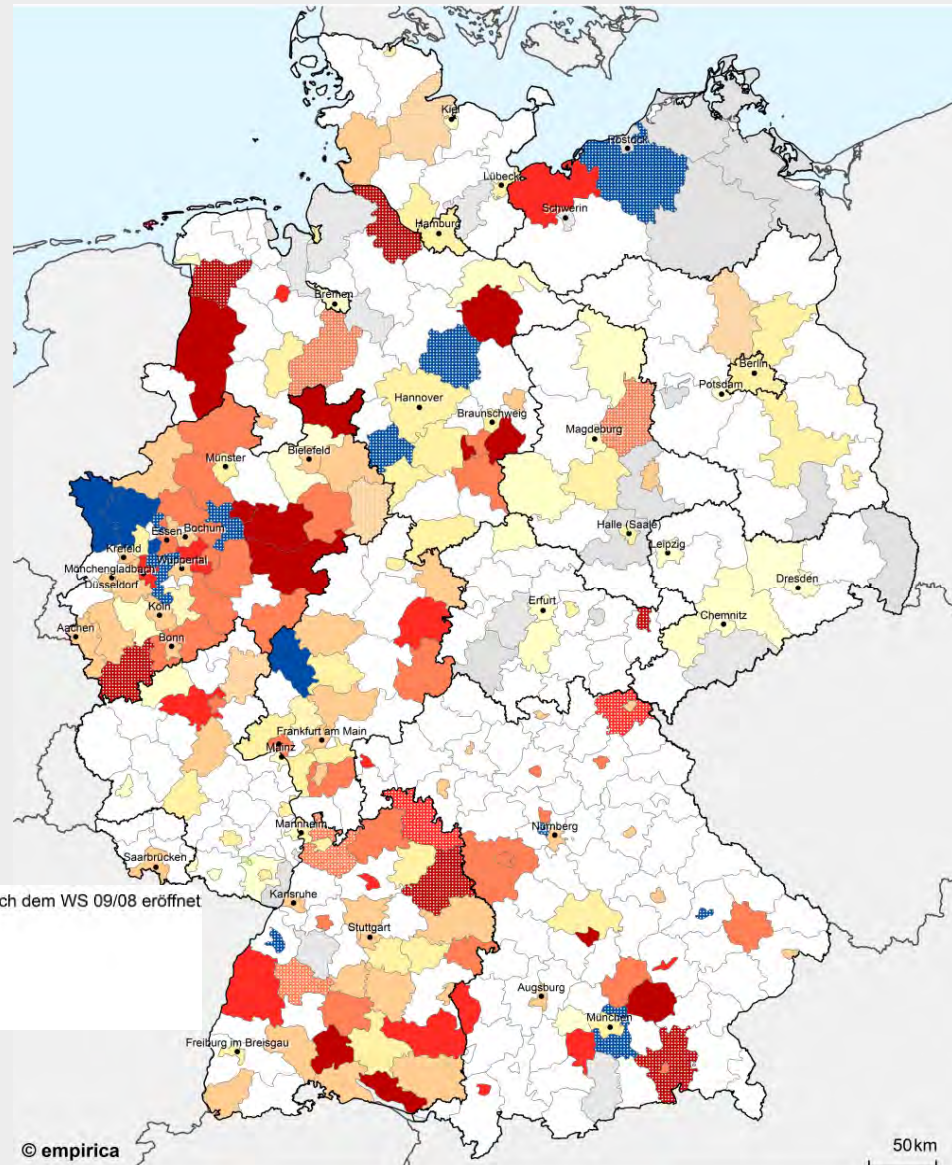 Kiel
Rostock
Lübeck
Schwerin
Hamburg
Bremen
Berlin
Potsdam
Hannover
Braunschweig
Magdeburg
Münster
Bielefeld
Halle (Saale)
Leipzig
Essen
Bochum
Krefeld
Wuppertal
Mönchengladbach
Düsseldorf
Dresden
Köln
Erfurt
Chemnitz
Aachen
Bonn
Frankfurt am Main
Mainz
Mannheim
Nürnberg
Saarbrücken
ch dem WS 09/08 eröffnet
Karlsruhe
Stuttgart
Augsburg
München
Freiburg im Breisgau
© empirica
50km